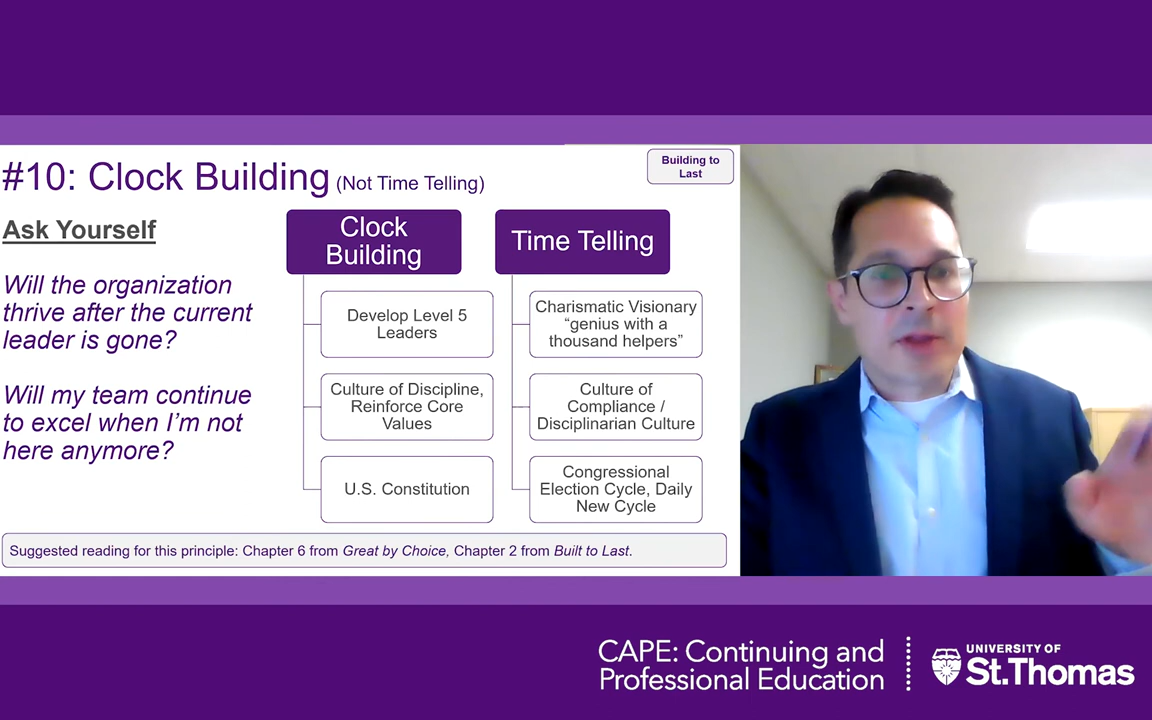 #10: Clock Building (Not Time Telling)
Building to
Last
Ask Yourself
Will the organization
thrive after the current
leader is gone?
Will my team continue
to excel when I'm not
here anymore?
Clock
Building
Develop Level 5
Leaders
Culture of Discipline,
Reinforce Core
Values
U.S. Constitution
Time Telling
Charismatic Visionary
“genius with a
thousand helpers”
Culture of
Compliance /
Disciplinarian Culture
Congressional
Election Cycle, Daily
New Cycle
Suggested reading for this principle: Chapter 6 from Great by Choice, Chapter 2 from Built to Last.
CAPE: Continuing and
Professional Education
UNIVERSITY OF
St.Thomas